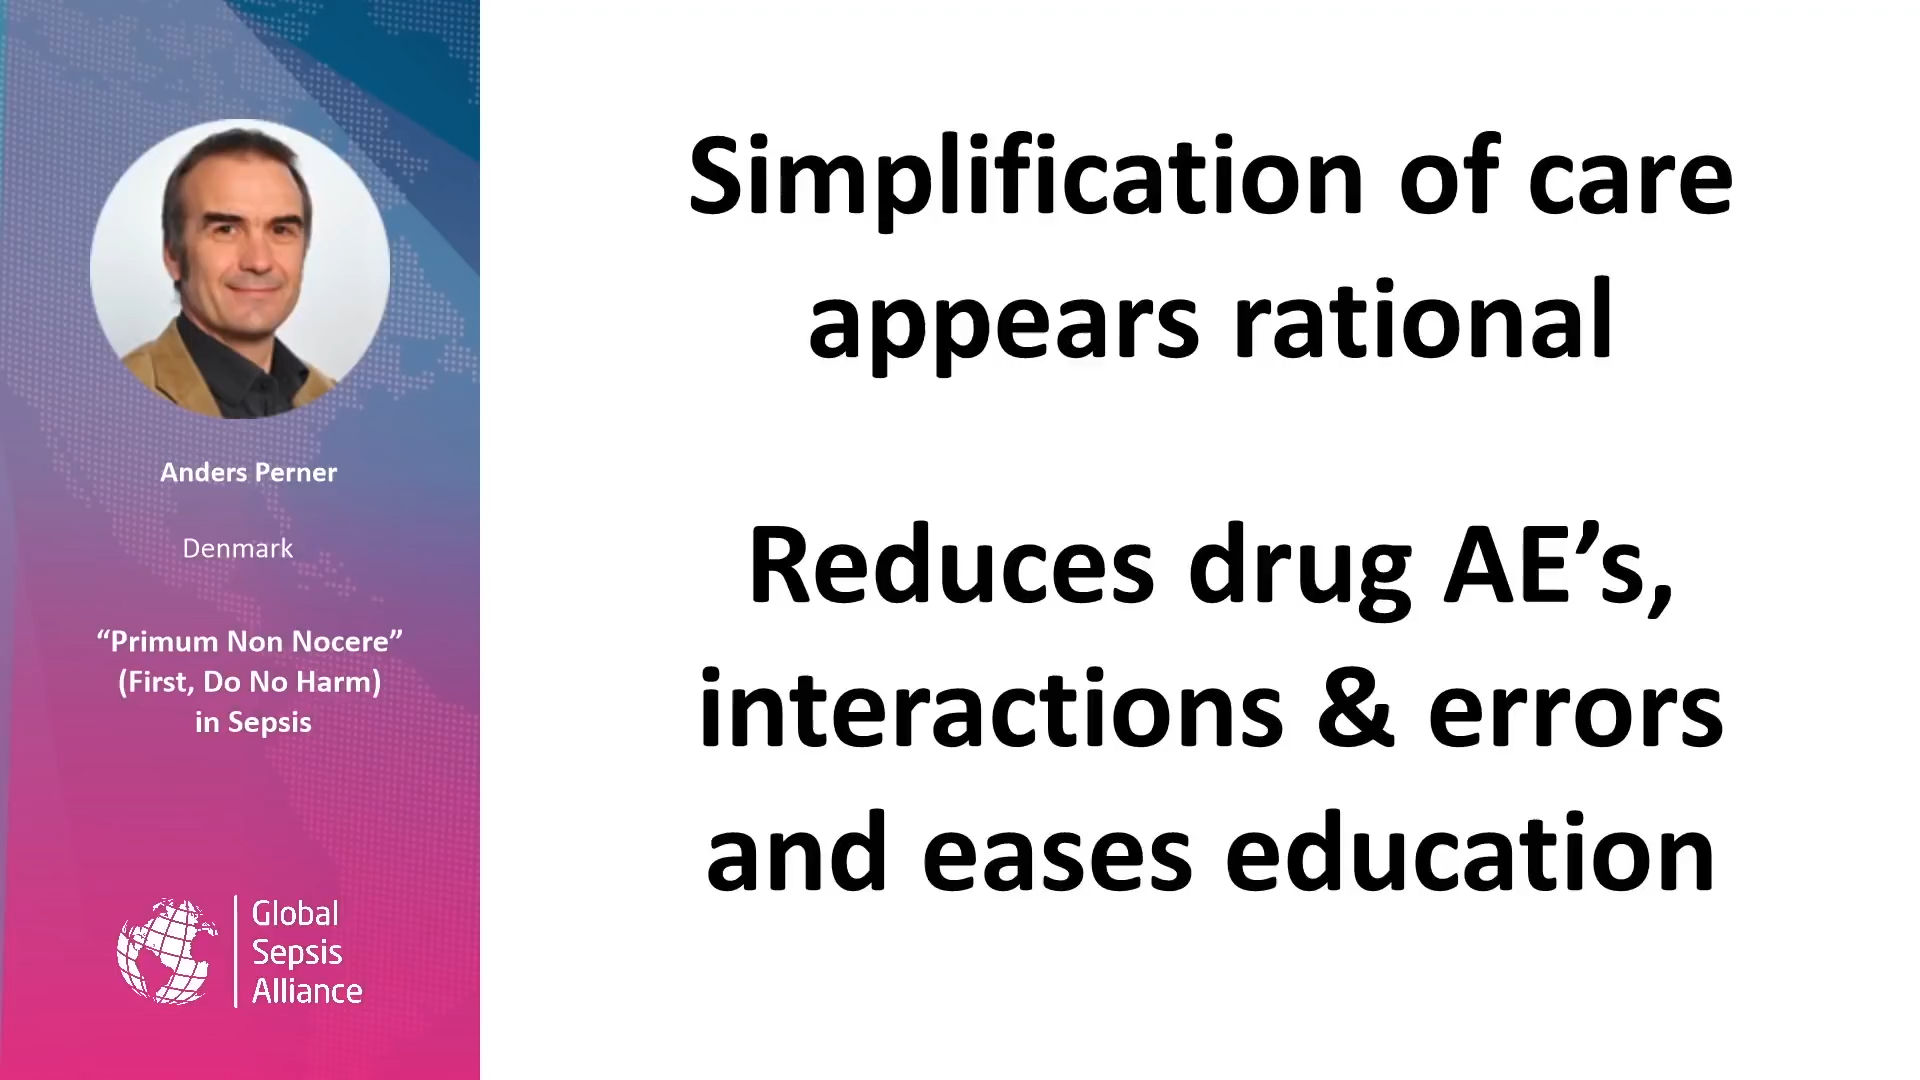 Anders Perner
Denmark
“Primum Non Nocere”
(First, Do No Harm)
in Sepsis
Global
Sepsis
Alliance
Simplification of care
appears rational
Reduces drug AE’s,
interactions & errors
and eases education